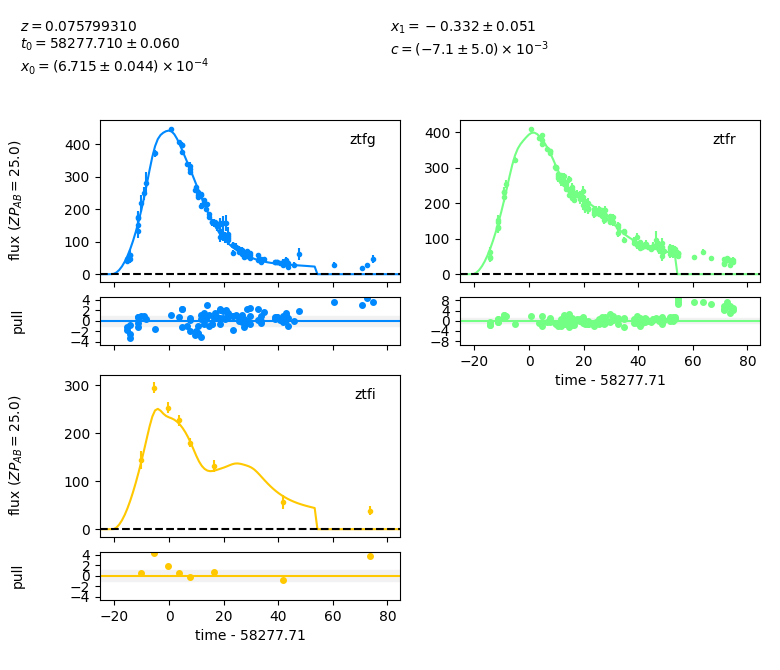 z = 0.075799310
t₀ = 58277.710 ± 0.060
x₀ = (6.715 ± 0.044) × 10⁻⁴
x₁ = − 0.332 ± 0.051
c = (−7.1 ± 5.0) × 10⁻³
flux (ZP_AB = 25.0)
400
300
200
100
0
ztfg
400
300
200
100
0
ztfr
pull
4
2
0
−2
−4
8
4
0
−4
−8
−20 0 20 40 60 80
time - 58277.71
flux (ZP_AB = 25.0)
300
200
100
0
ztfi
pull
4
2
0
−2
−4
−20 0 20 40 60 80
time - 58277.71